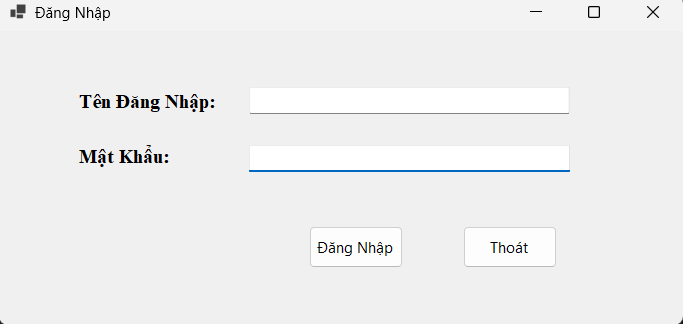 Đăng Nhập
Tên Đăng Nhập:
Mật Khẩu:
Đăng Nhập Thoát